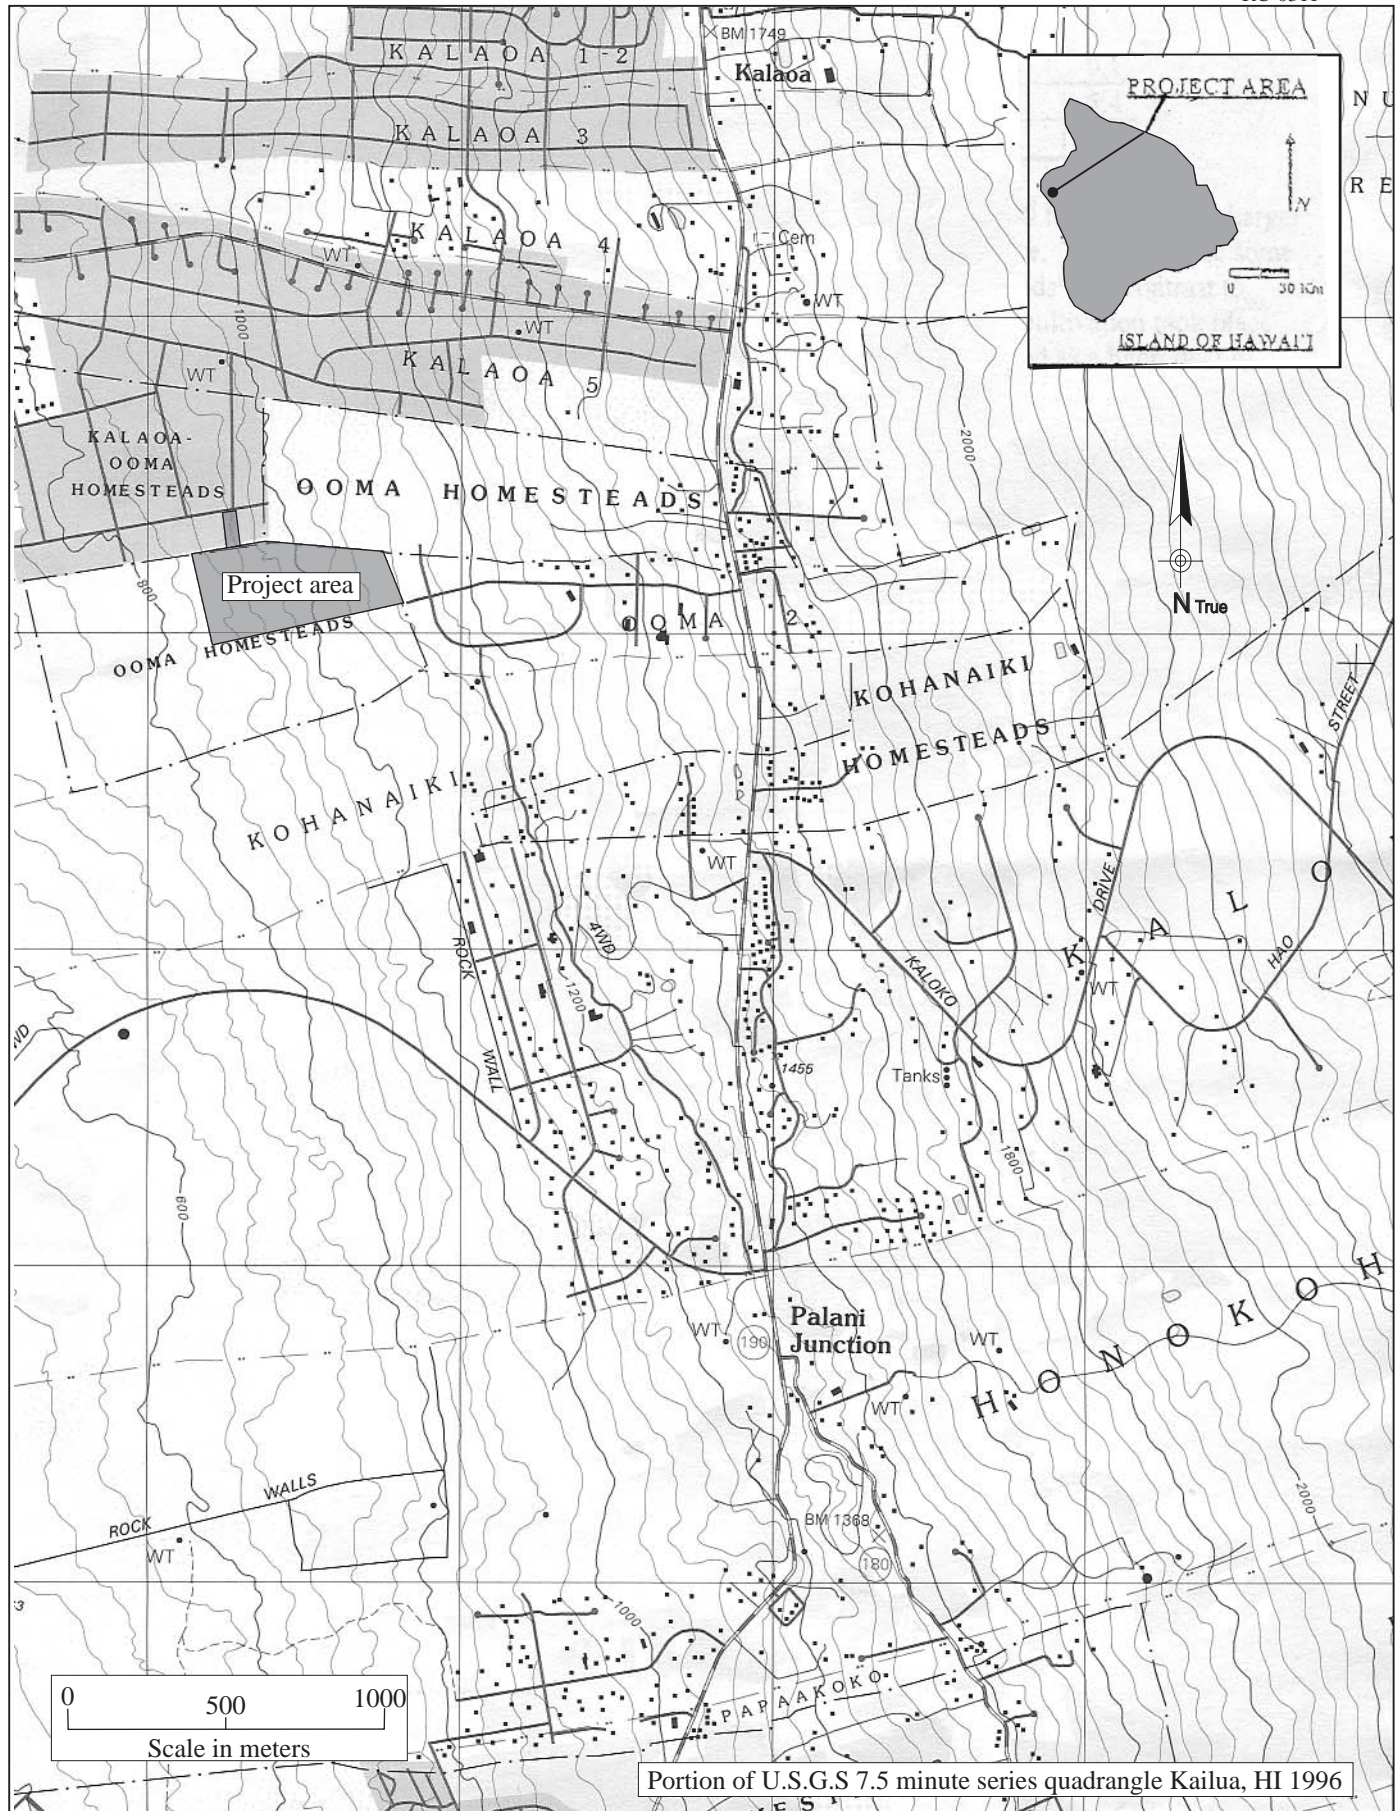 KALAOA 1-2
BM 1749
Kalaoa
PROJECT AREA
KALAOA 3
N U
R E
KALAOA 4
WT
Cem
WT
0 30 Km
ISLAND OF HAWAI'I
1000
WT
WT
KALAOA 5
KALAOA-
OOMA
HOMESTEADS
2000
OOMA HOMESTEADS
800
Project area
N True
OOMA 2
OOMA HOMESTEADS
KOHANAIKI
STREET
HOMESTEADS
KOHANAIKI
WT
DRIVE
KALO
ROCK
4WD
KALOKO
HAO
1200
WT
WD
WALL
1455
Tanks
1800
600
HONOKOH
Palani
Junction
WT
190
WT
WT
WALLS
2000
ROCK
BM 1368
WT
180
1000
PAPAAKOKO
0 500 1000
Scale in meters
Portion of U.S.G.S 7.5 minute series quadrangle Kailua, HI 1996